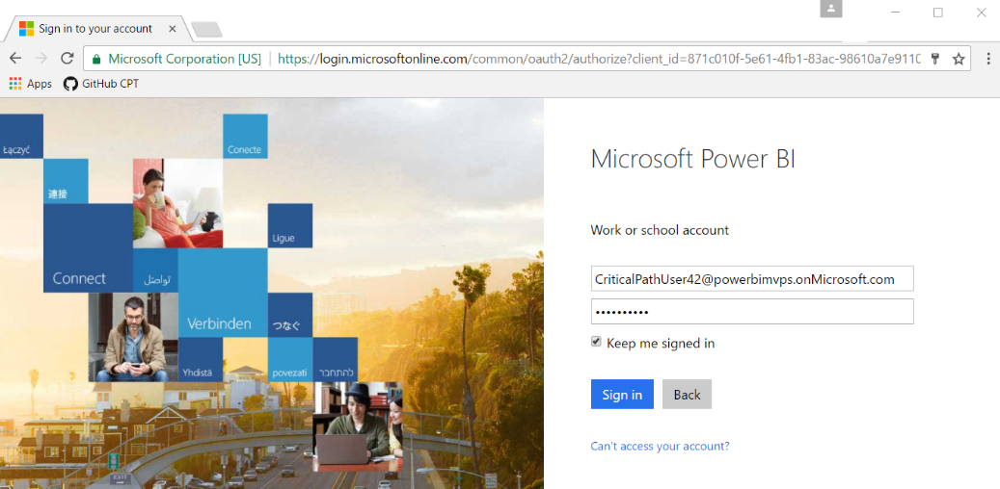 Sign in to your account
Microsoft Corporation [US] https://login.microsoftonline.com/common/oauth2/authorize?client_id=871c010f-5e61-4fb1-83ac-98610a7e9110
Apps GitHub CPT
Łączyć
Conecte
連接
Ligue
Connect
تواصَل
Verbinden
つなぐ
Yhdistä
povezati
להתחבר
Microsoft Power BI
Work or school account
CriticalPathUser42@powerbimvps.onMicrosoft.com
••••••••••
Keep me signed in
Sign in Back
Can't access your account?